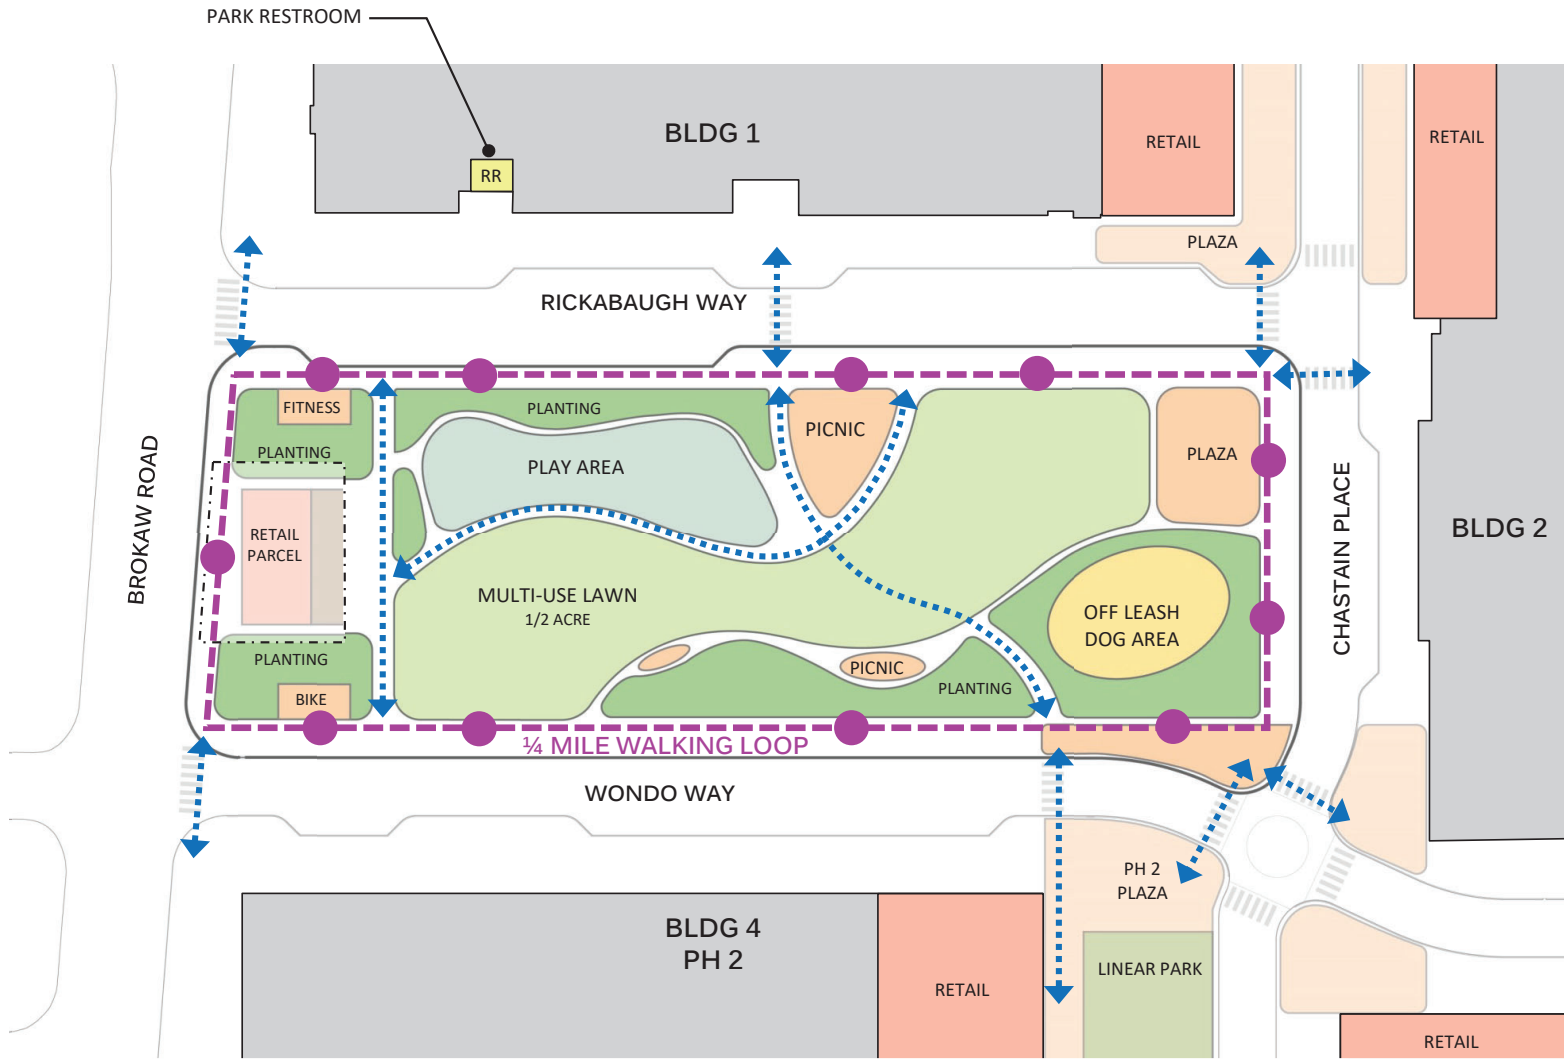 PARK RESTROOM
BLDG 1
RETAIL
RETAIL
RR
PLAZA
RICKABAUGH WAY
FITNESS
PLANTING
PICNIC
PLANTING
PLAY AREA
PLAZA
BROKAW ROAD
RETAIL
PARCEL
CHASTAIN PLACE
BLDG 2
MULTI-USE LAWN
1/2 ACRE
OFF LEASH
DOG AREA
PLANTING
PICNIC
PLANTING
BIKE
¼ MILE WALKING LOOP
WONDO WAY
PH 2
PLAZA
BLDG 4
PH 2
LINEAR PARK
RETAIL
RETAIL